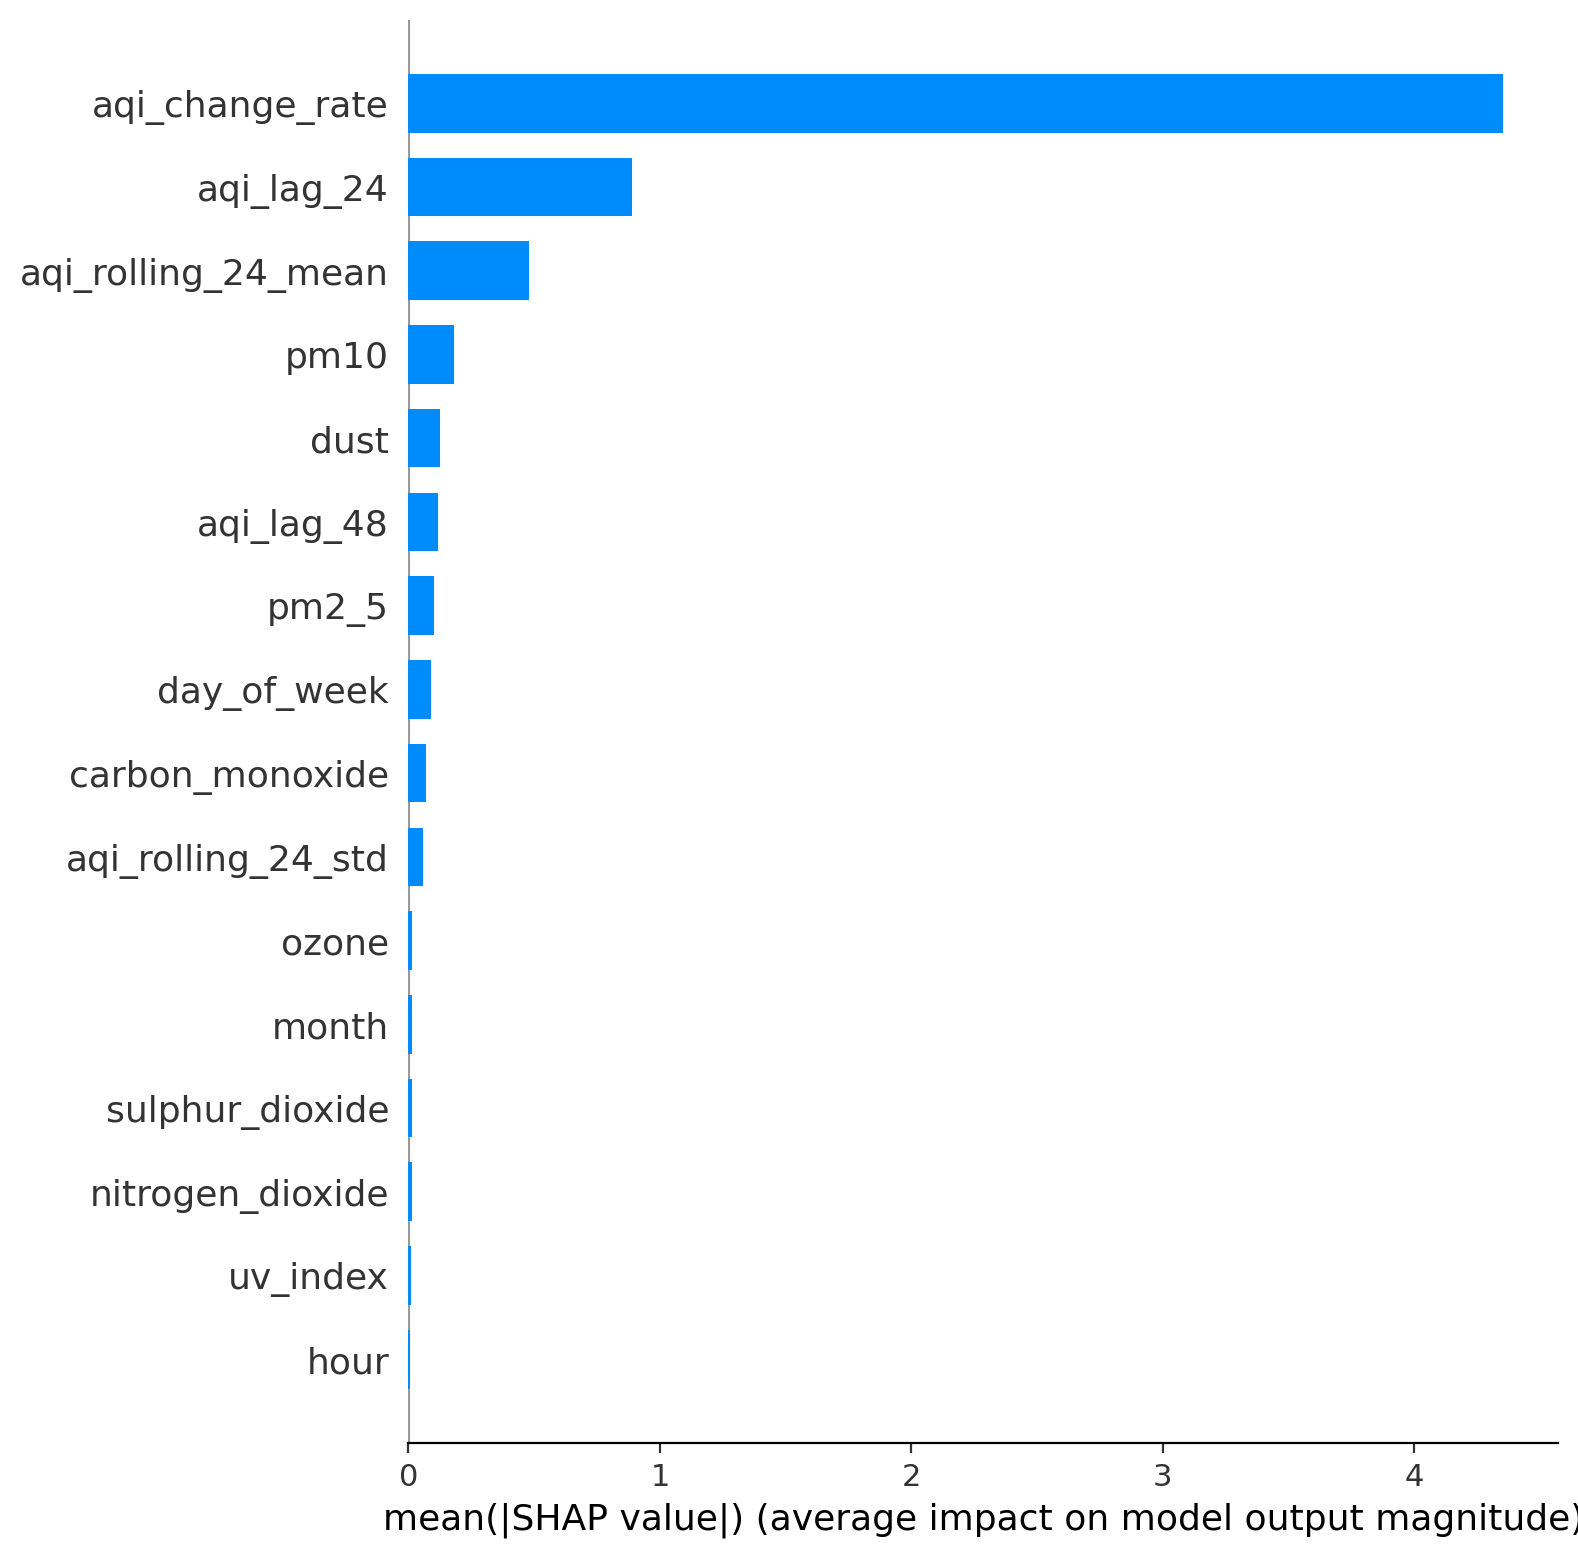 aqi_change_rate
aqi_lag_24
aqi_rolling_24_mean
pm10
dust
aqi_lag_48
pm2_5
day_of_week
carbon_monoxide
aqi_rolling_24_std
ozone
month
sulphur_dioxide
nitrogen_dioxide
uv_index
hour
0 1 2 3 4
mean(|SHAP value|) (average impact on model output magnitude)